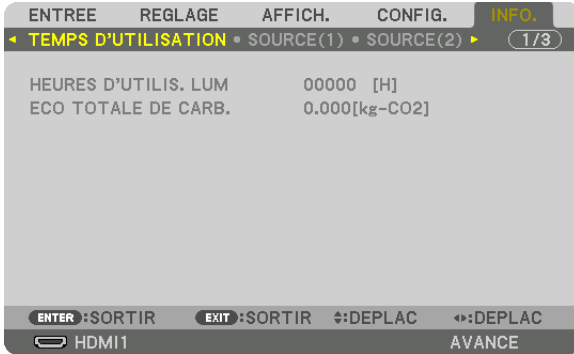 ENTREE REGLAGE AFFICH. CONFIG. INFO.
TEMPS D'UTILISATION • SOURCE(1) • SOURCE(2) 1/3
HEURES D'UTILIS. LUM 00000 [H]
ECO TOTALE DE CARB. 0.000[kg-CO2]
ENTER :SORTIR EXIT :SORTIR :DEPLAC :DEPLAC
HDMI1 AVANCE